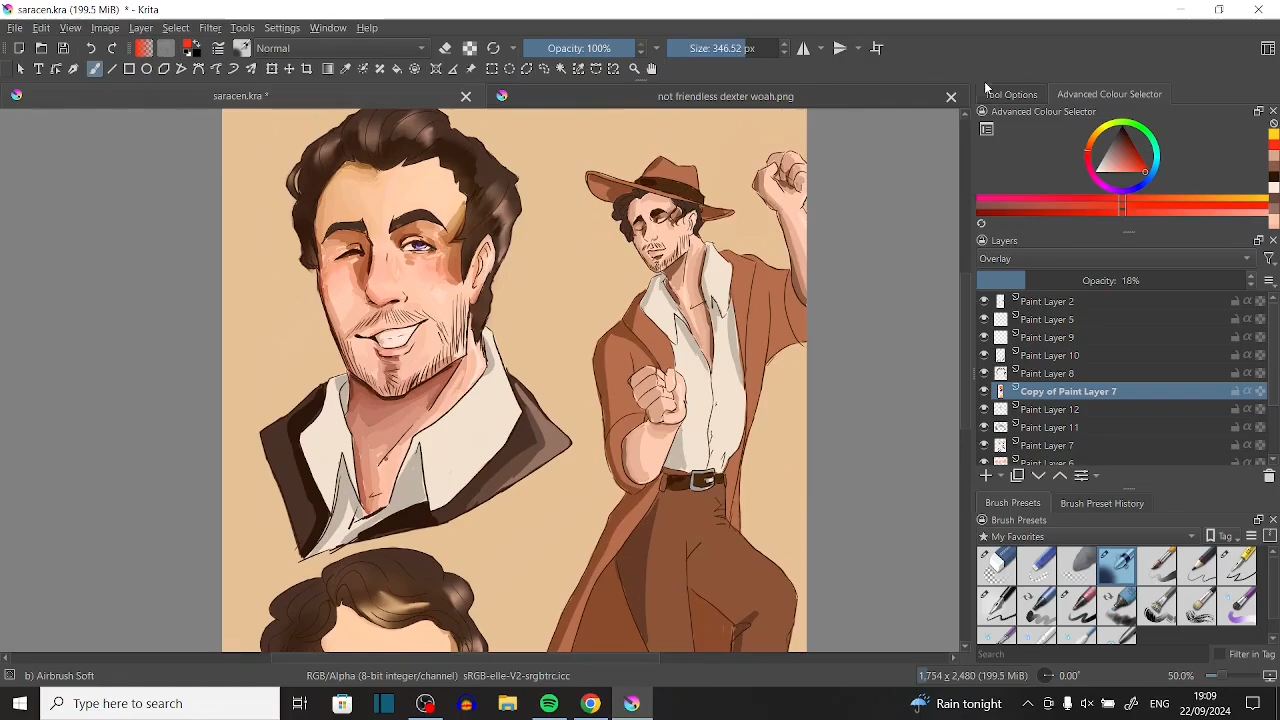 saracen.kra (199.5 MiB) * - Krita
File Edit View Image Layer Select Filter Tools Settings Window Help
Normal Opacity: 100% Size: 346.52 px
saracen.kra * not friendless dexter woah.png Tool Options Advanced Colour Selector
Advanced Colour Selector
Layers
Overlay
Opacity: 18%
Paint Layer 2
Paint Layer 5
Paint Layer 9
Paint Layer 10
Paint Layer 8
Copy of Paint Layer 7
Paint Layer 12
Paint Layer 11
Paint Layer 7
Paint Layer 6
Brush Presets Brush Preset History
Brush Presets
My Favorites Tag
Search Filter in Tag
b) Airbrush Soft RGB/Alpha (8-bit integer/channel) sRGB-elle-V2-srgbtrc.icc 1,754 x 2,480 (199.5 MiB) 0.00° 50.0%
Type here to search Rain tonight ENG 19:09
22/09/2024